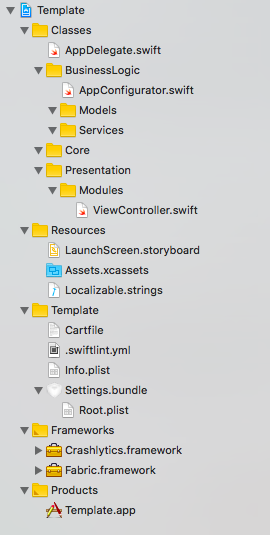 Template
Classes
AppDelegate.swift
BusinessLogic
AppConfigurator.swift
Models
Services
Core
Presentation
Modules
ViewController.swift
Resources
LaunchScreen.storyboard
Assets.xcassets
Localizable.strings
Template
Cartfile
.swiftlint.yml
Info.plist
Settings.bundle
Root.plist
Frameworks
Crashlytics.framework
Fabric.framework
Products
Template.app